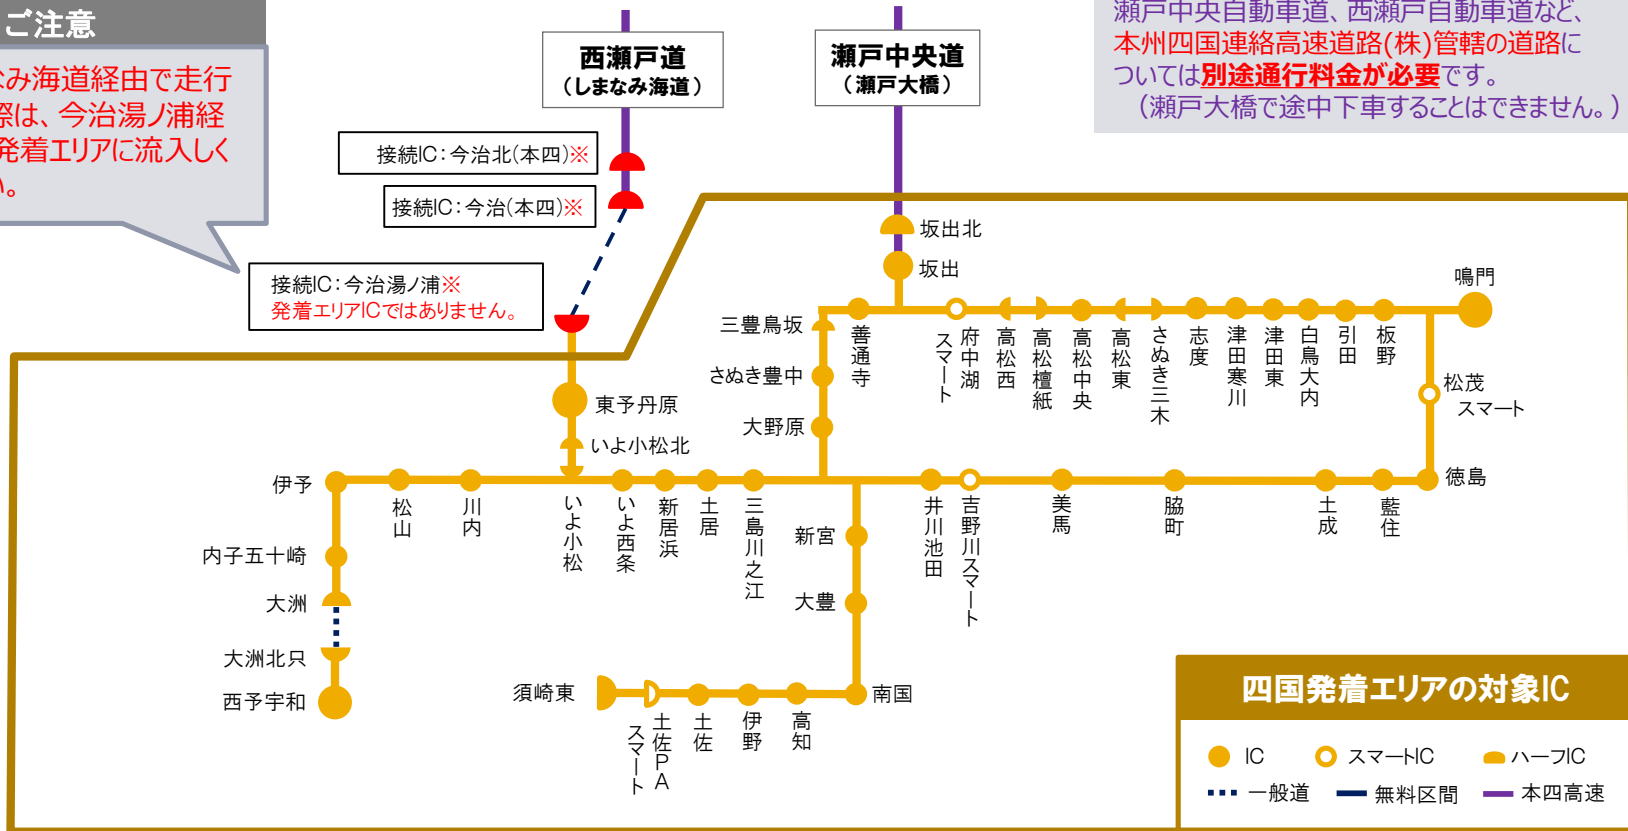 ご注意
なみ海道経由で走行
際は、今治湯ノ浦経
発着エリアに流入しく
い。
西瀬戸道
（しまなみ海道）
瀬戸中央道
（瀬戸大橋）
瀬戸中央自動車道、西瀬戸自動車道など、
本州四国連絡高速道路(株)管轄の道路に
ついては別途通行料金が必要です。
（瀬戸大橋で途中下車することはできません。）
接続IC：今治北(本四)※
接続IC：今治(本四)※
接続IC：今治湯ノ浦※
発着エリアICではありません。
坂出北
坂出
鳴門
三豊鳥坂
善通寺
府中湖
スマート
高松西
高松檀紙
高松中央
高松東
さぬき三木
志度
津田寒川
津田東
白鳥大内
引田
板野
さぬき豊中
大野原
松茂
スマート
東予丹原
いよ小松北
伊予
松山
川内
いよ小松
いよ西条
新居浜
土居
三島川之江
井川池田
吉野川スマート
美馬
脇町
土成
藍住
徳島
新宮
大豊
南国
内子五十崎
大洲
大洲北只
西予宇和
須崎東
土佐PA
スマート
土佐
伊野
高知
四国発着エリアの対象IC
IC
スマートIC
ハーフIC
一般道
無料区間
本四高速